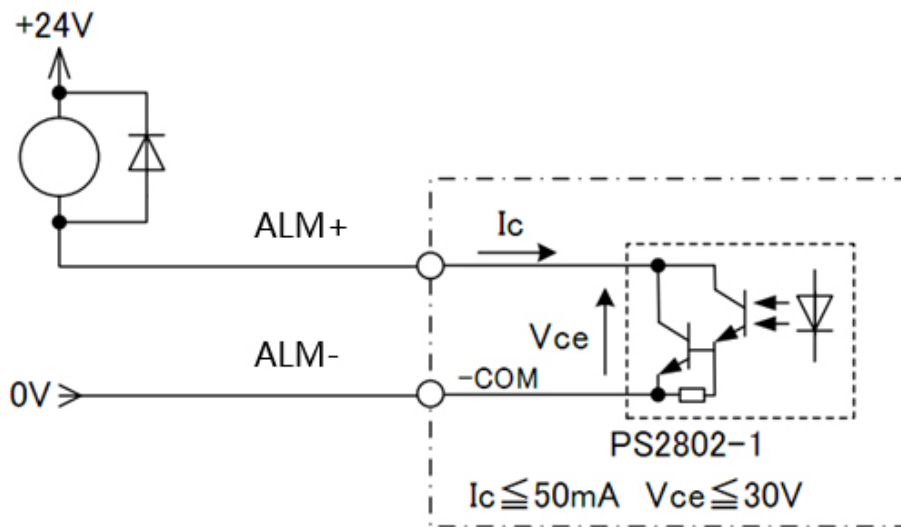 +24V
ALM+
Ic
Vce
ALM-
-COM
0V
PS2802-1
Ic≦50mA Vce≦30V